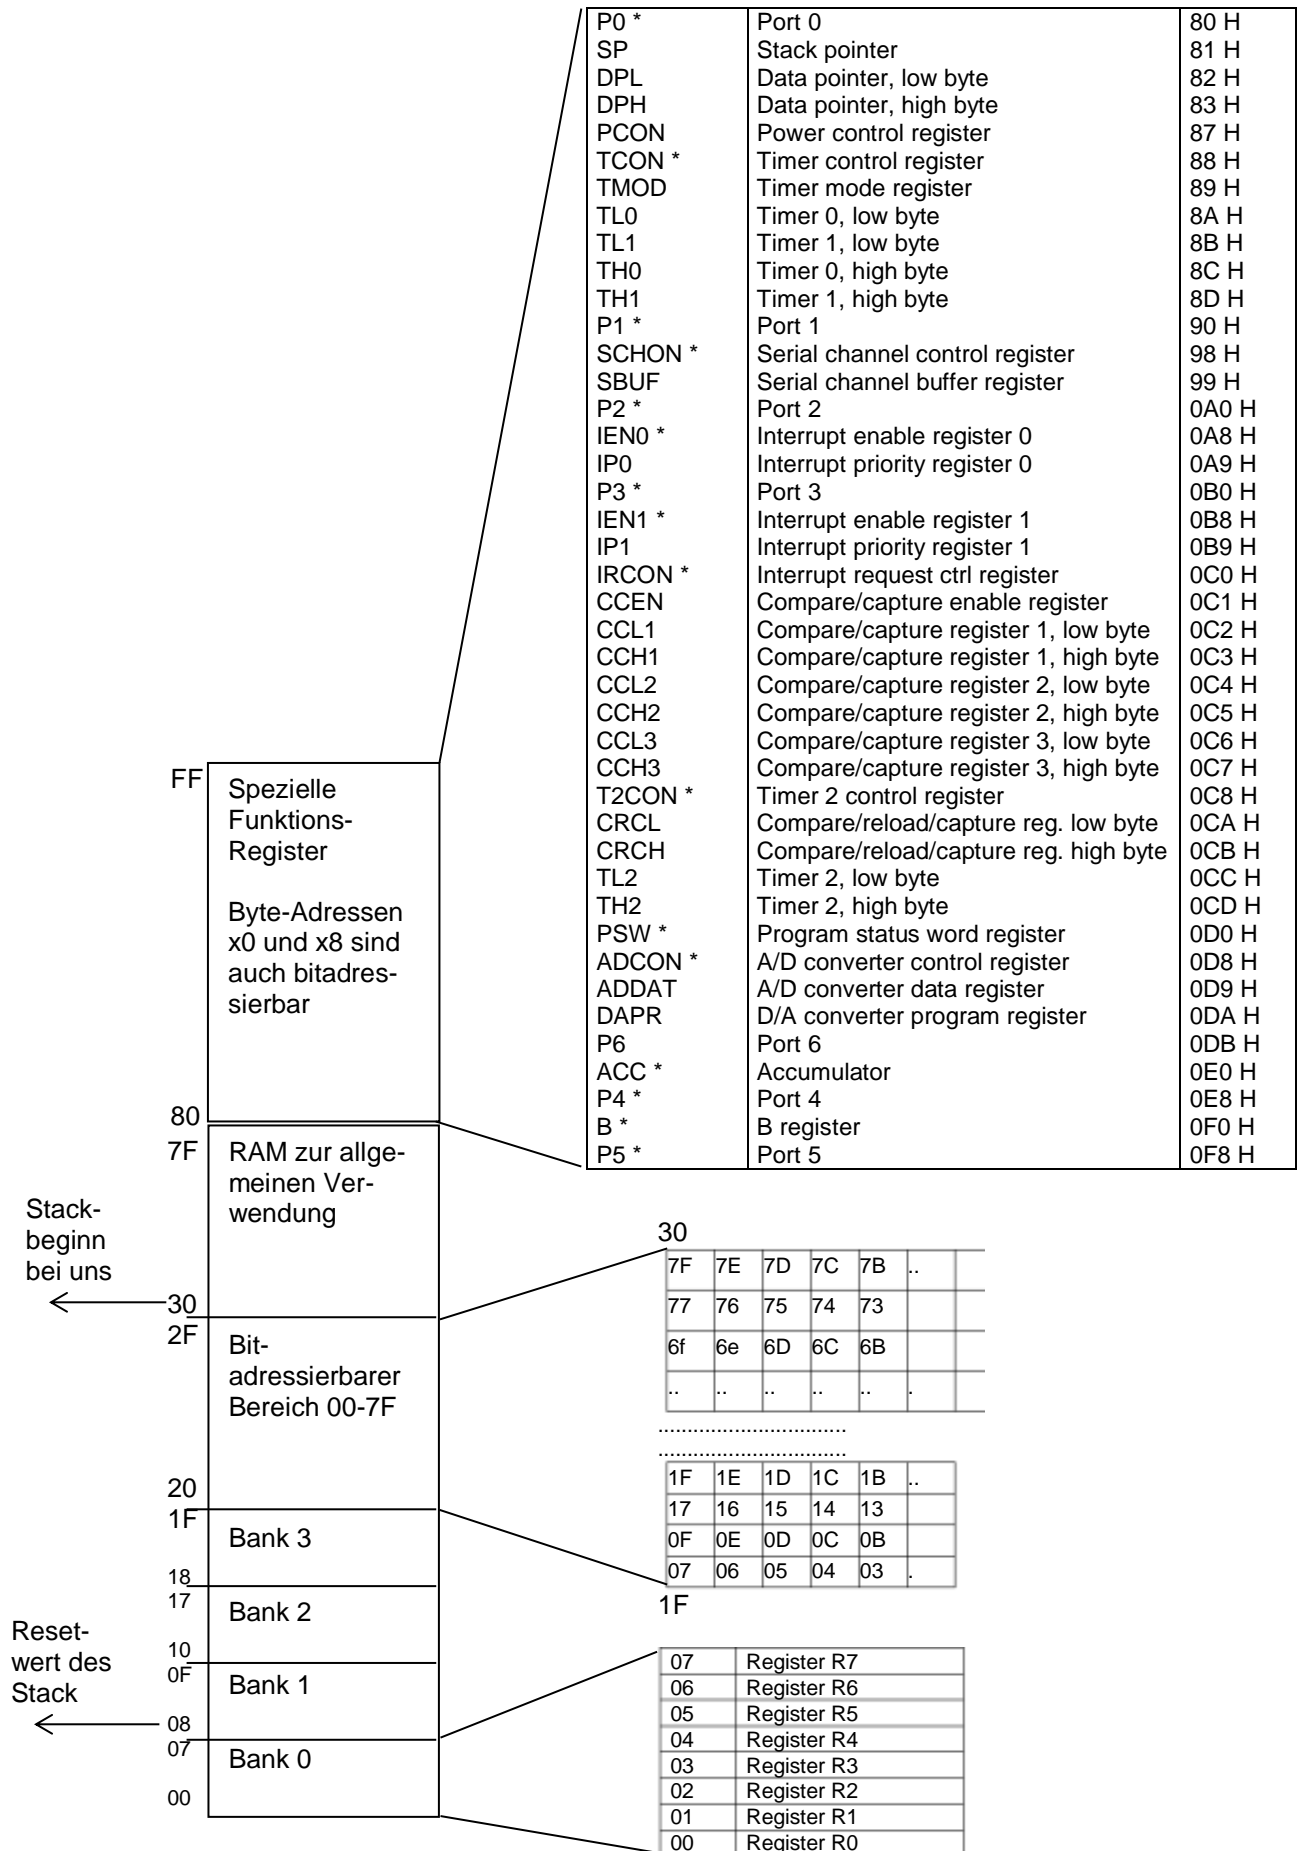 P0 * Port 0 80 H
SP Stack pointer 81 H
DPL Data pointer, low byte 82 H
DPH Data pointer, high byte 83 H
PCON Power control register 87 H
TCON * Timer control register 88 H
TMOD Timer mode register 89 H
TL0 Timer 0, low byte 8A H
TL1 Timer 1, low byte 8B H
TH0 Timer 0, high byte 8C H
TH1 Timer 1, high byte 8D H
P1 * Port 1 90 H
SCHON * Serial channel control register 98 H
SBUF Serial channel buffer register 99 H
P2 * Port 2 0A0 H
IEN0 * Interrupt enable register 0 0A8 H
IP0 Interrupt priority register 0 0A9 H
P3 * Port 3 0B0 H
IEN1 * Interrupt enable register 1 0B8 H
IP1 Interrupt priority register 1 0B9 H
IRCON * Interrupt request ctrl register 0C0 H
CCEN Compare/capture enable register 0C1 H
CCL1 Compare/capture register 1, low byte 0C2 H
CCH1 Compare/capture register 1, high byte 0C3 H
CCL2 Compare/capture register 2, low byte 0C4 H
CCH2 Compare/capture register 2, high byte 0C5 H
CCL3 Compare/capture register 3, low byte 0C6 H
CCH3 Compare/capture register 3, high byte 0C7 H
T2CON * Timer 2 control register 0C8 H
CRCL Compare/reload/capture reg. low byte 0CA H
CRCH Compare/reload/capture reg. high byte 0CB H
TL2 Timer 2, low byte 0CC H
TH2 Timer 2, high byte 0CD H
PSW * Program status word register 0D0 H
ADCON * A/D converter control register 0D8 H
ADDAT A/D converter data register 0D9 H
DAPR D/A converter program register 0DA H
P6 Port 6 0DB H
ACC * Accumulator 0E0 H
P4 * Port 4 0E8 H
B * B register 0F0 H
P5 * Port 5 0F8 H
FF
Spezielle
Funktions-
Register
Byte-Adressen
x0 und x8 sind
auch bitadres-
sierbar
80
7F
RAM zur allge-
meinen Ver-
wendung
Stack-
beginn
bei uns
30
2F
Bit-
adressierbarer
Bereich 00-7F
20
1F
Bank 3
18
17
Bank 2
10
0F
Bank 1
Reset-
wert des
Stack
08
07
Bank 0
00
30
7F 7E 7D 7C 7B ..
77 76 75 74 73
6f 6e 6D 6C 6B
.. .. .. .. .. .
................................
................................
1F 1E 1D 1C 1B ..
17 16 15 14 13
0F 0E 0D 0C 0B
07 06 05 04 03 .
1F
07 Register R7
06 Register R6
05 Register R5
04 Register R4
03 Register R3
02 Register R2
01 Register R1
00 Register R0